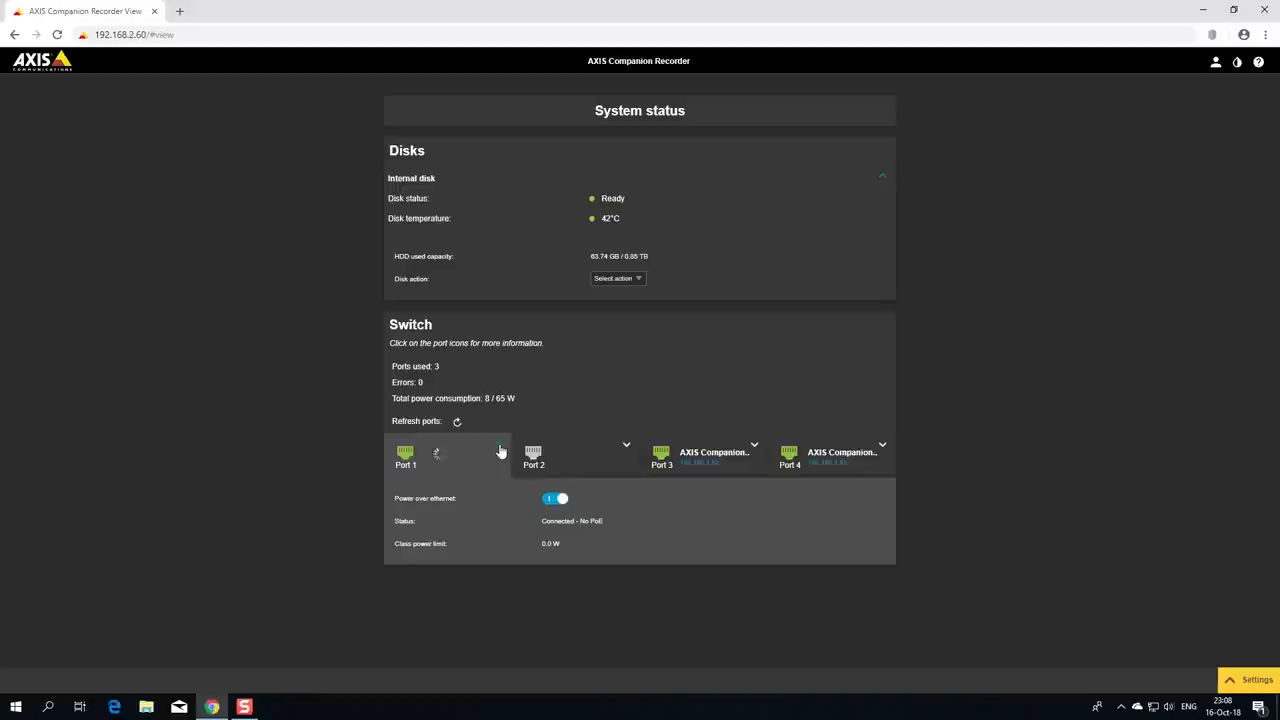 AXIS Companion Recorder View
192.168.2.60/#view
AXIS
COMMUNICATIONS
AXIS Companion Recorder
System status
Disks
Internal disk
Disk status: Ready
Disk temperature: 42°C
HDD used capacity: 63.74 GB / 0.85 TB
Disk action: Select action
Switch
Click on the port icons for more information.
Ports used: 3
Errors: 0
Total power consumption: 8 / 65 W
Refresh ports:
AXIS Companion.. AXIS Companion..
Port 1 Port 2 Port 3 Port 4
Power over ethernet:
Status: Connected - No PoE
Class power limit: 0.0 W
Settings
ENG
23:08
16-Oct-18